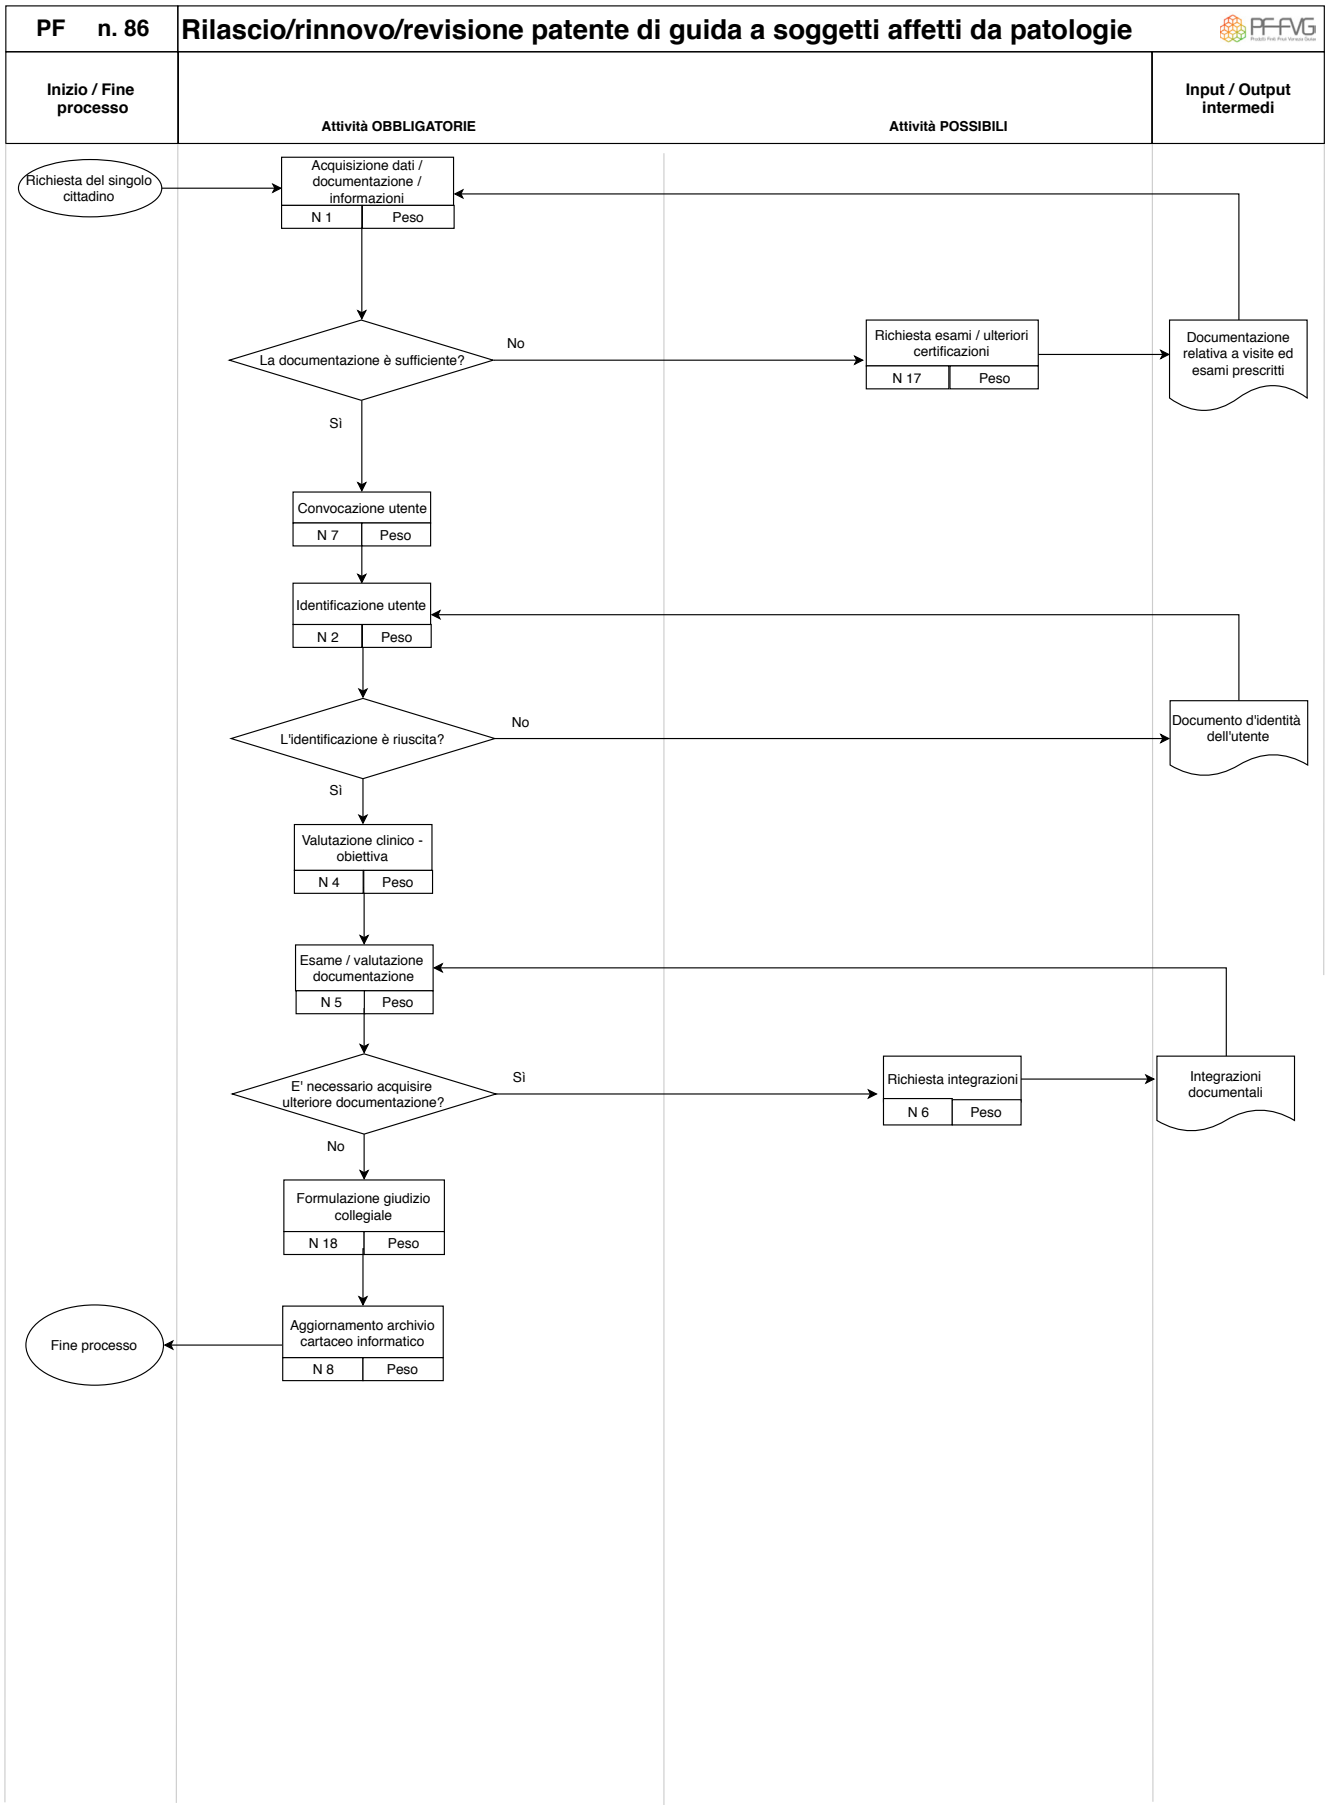 PF n. 86
Rilascio/rinnovo/revisione patente di guida a soggetti affetti da patologie
PF-FVG
Inizio / Fine
processo
Attività OBBLIGATORIE
Attività POSSIBILI
Input / Output
intermedi
Richiesta del singolo
cittadino
Acquisizione dati /
documentazione /
informazioni
N 1
Peso
La documentazione è sufficiente?
No
Richiesta esami / ulteriori
certificazioni
N 17
Peso
Documentazione
relativa a visite ed
esami prescritti
Sì
Convocazione utente
N 7
Peso
Identificazione utente
N 2
Peso
L'identificazione è riuscita?
No
Documento d'identità
dell'utente
Sì
Valutazione clinico -
obiettiva
N 4
Peso
Esame / valutazione
documentazione
N 5
Peso
E' necessario acquisire
ulteriore documentazione?
Sì
Richiesta integrazioni
N 6
Peso
Integrazioni
documentali
No
Formulazione giudizio
collegiale
N 18
Peso
Aggiornamento archivio
cartaceo informatico
N 8
Peso
Fine processo